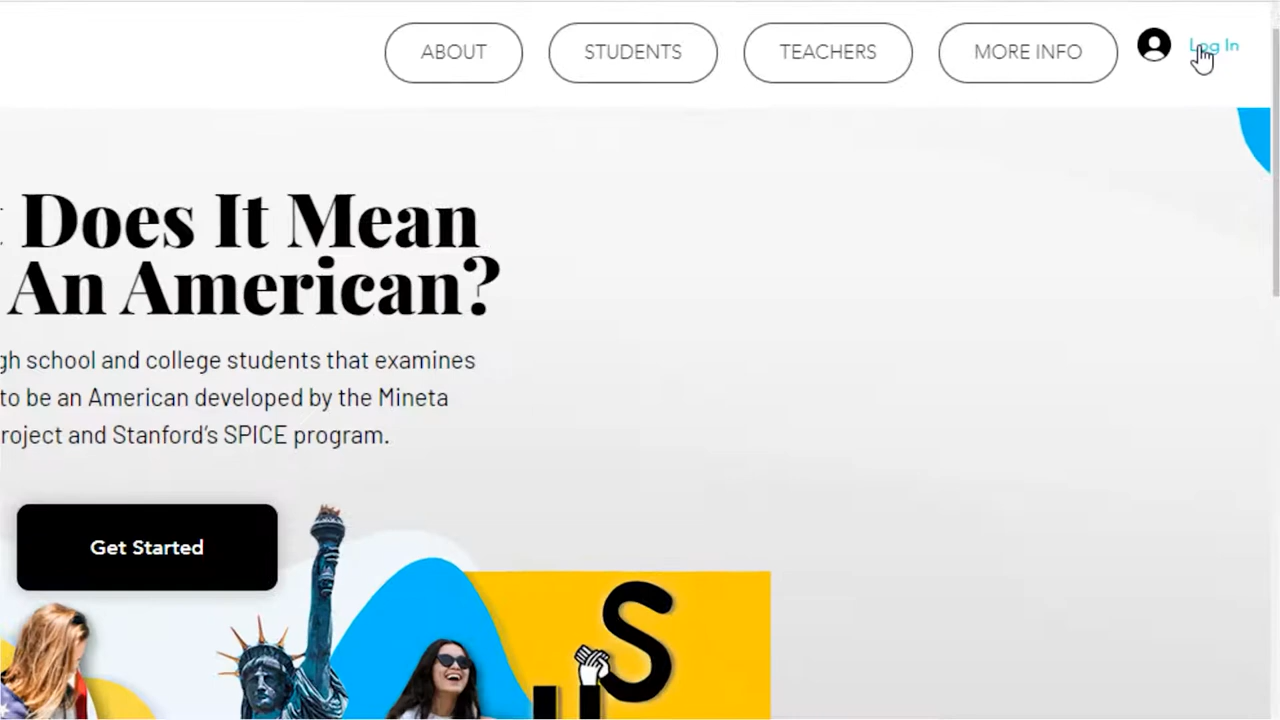 ABOUT
STUDENTS
TEACHERS
MORE INFO
Log In
Does It Mean
An American?
gh school and college students that examines
to be an American developed by the Mineta
roject and Stanford's SPICE program.
Get Started
S